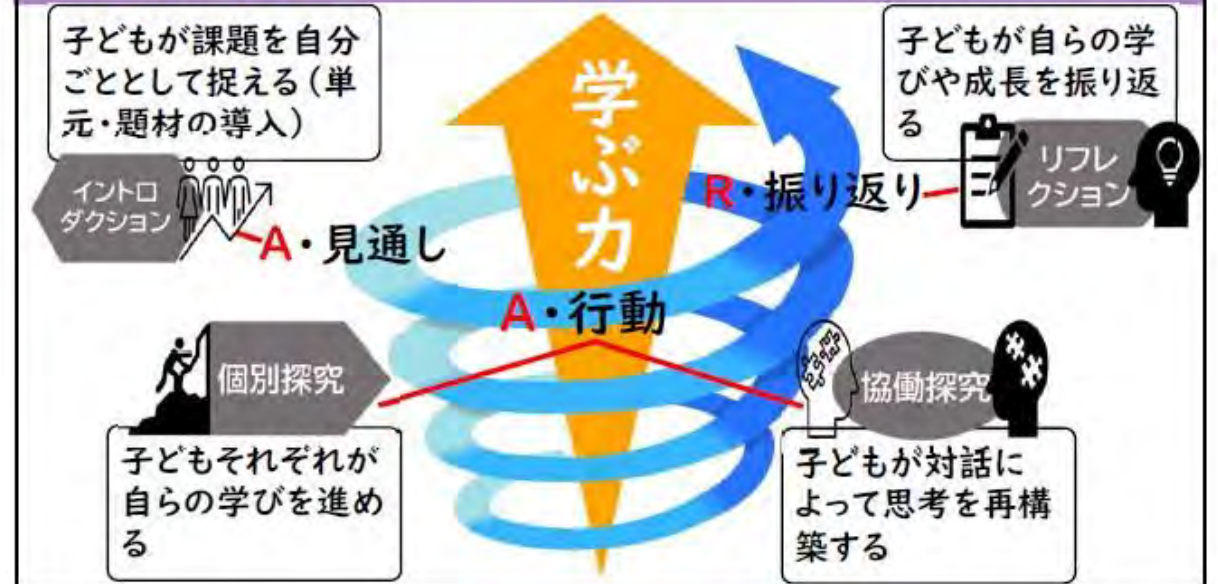 子どもが課題を自分
ごととして捉える(単
元・題材の導入)
イントロ
ダクション
A・見通し
学ぶ力
子どもが自らの学
びや成長を振り返
る
リフレ
クション
R・振り返り
A・行動
個別探究
子どもそれぞれが
自らの学びを進め
る
協働探究
子どもが対話に
よって思考を再構
築する